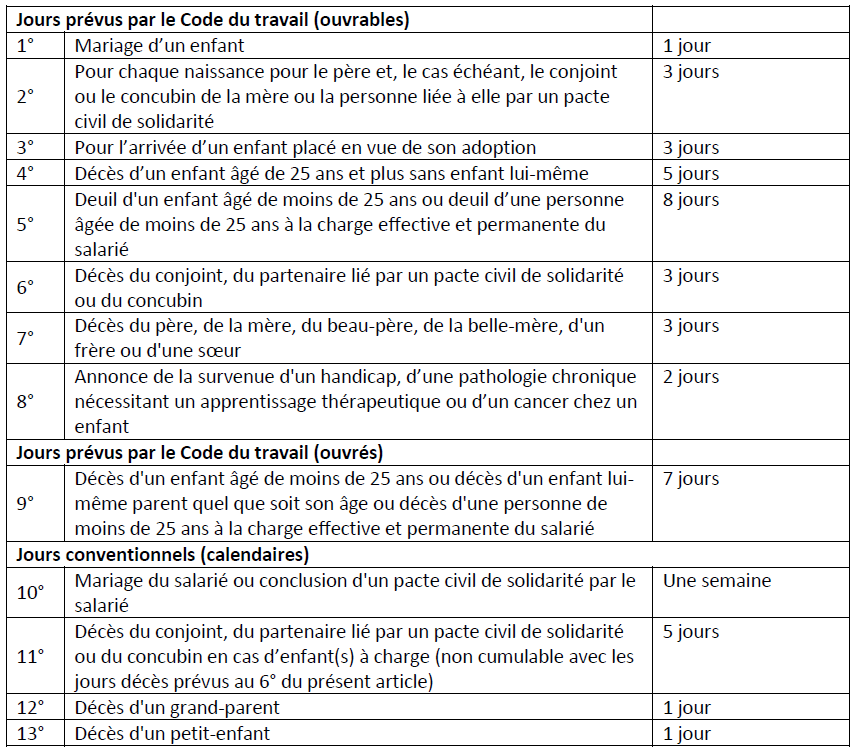 Jours prévus par le Code du travail (ouvrables)
1° Mariage d’un enfant 1 jour
2° Pour chaque naissance pour le père et, le cas échéant, le conjoint 3 jours
ou le concubin de la mère ou la personne liée à elle par un pacte
civil de solidarité
3° Pour l’arrivée d’un enfant placé en vue de son adoption 3 jours
4° Décès d’un enfant âgé de 25 ans et plus sans enfant lui-même 5 jours
5° Deuil d'un enfant âgé de moins de 25 ans ou deuil d’une personne 8 jours
âgée de moins de 25 ans à la charge effective et permanente du
salarié
6° Décès du conjoint, du partenaire lié par un pacte civil de solidarité 3 jours
ou du concubin
7° Décès du père, de la mère, du beau-père, de la belle-mère, d'un 3 jours
frère ou d'une sœur
8° Annonce de la survenue d'un handicap, d’une pathologie chronique 2 jours
nécessitant un apprentissage thérapeutique ou d’un cancer chez un
enfant
Jours prévus par le Code du travail (ouvrés)
9° Décès d'un enfant âgé de moins de 25 ans ou décès d'un enfant lui- 7 jours
même parent quel que soit son âge ou décès d'une personne de
moins de 25 ans à la charge effective et permanente du salarié
Jours conventionnels (calendaires)
10° Mariage du salarié ou conclusion d'un pacte civil de solidarité par le Une semaine
salarié
11° Décès du conjoint, du partenaire lié par un pacte civil de solidarité 5 jours
ou du concubin en cas d’enfant(s) à charge (non cumulable avec les
jours décès prévus au 6° du présent article)
12° Décès d'un grand-parent 1 jour
13° Décès d'un petit-enfant 1 jour